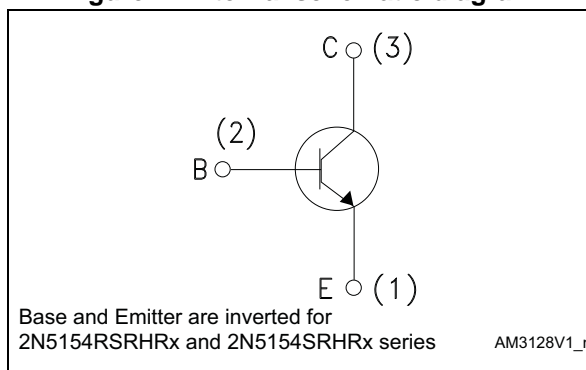 C (3)
(2)
B
E (1)
Base and Emitter are inverted for
2N5154RSRHRx and 2N5154SRHRx series